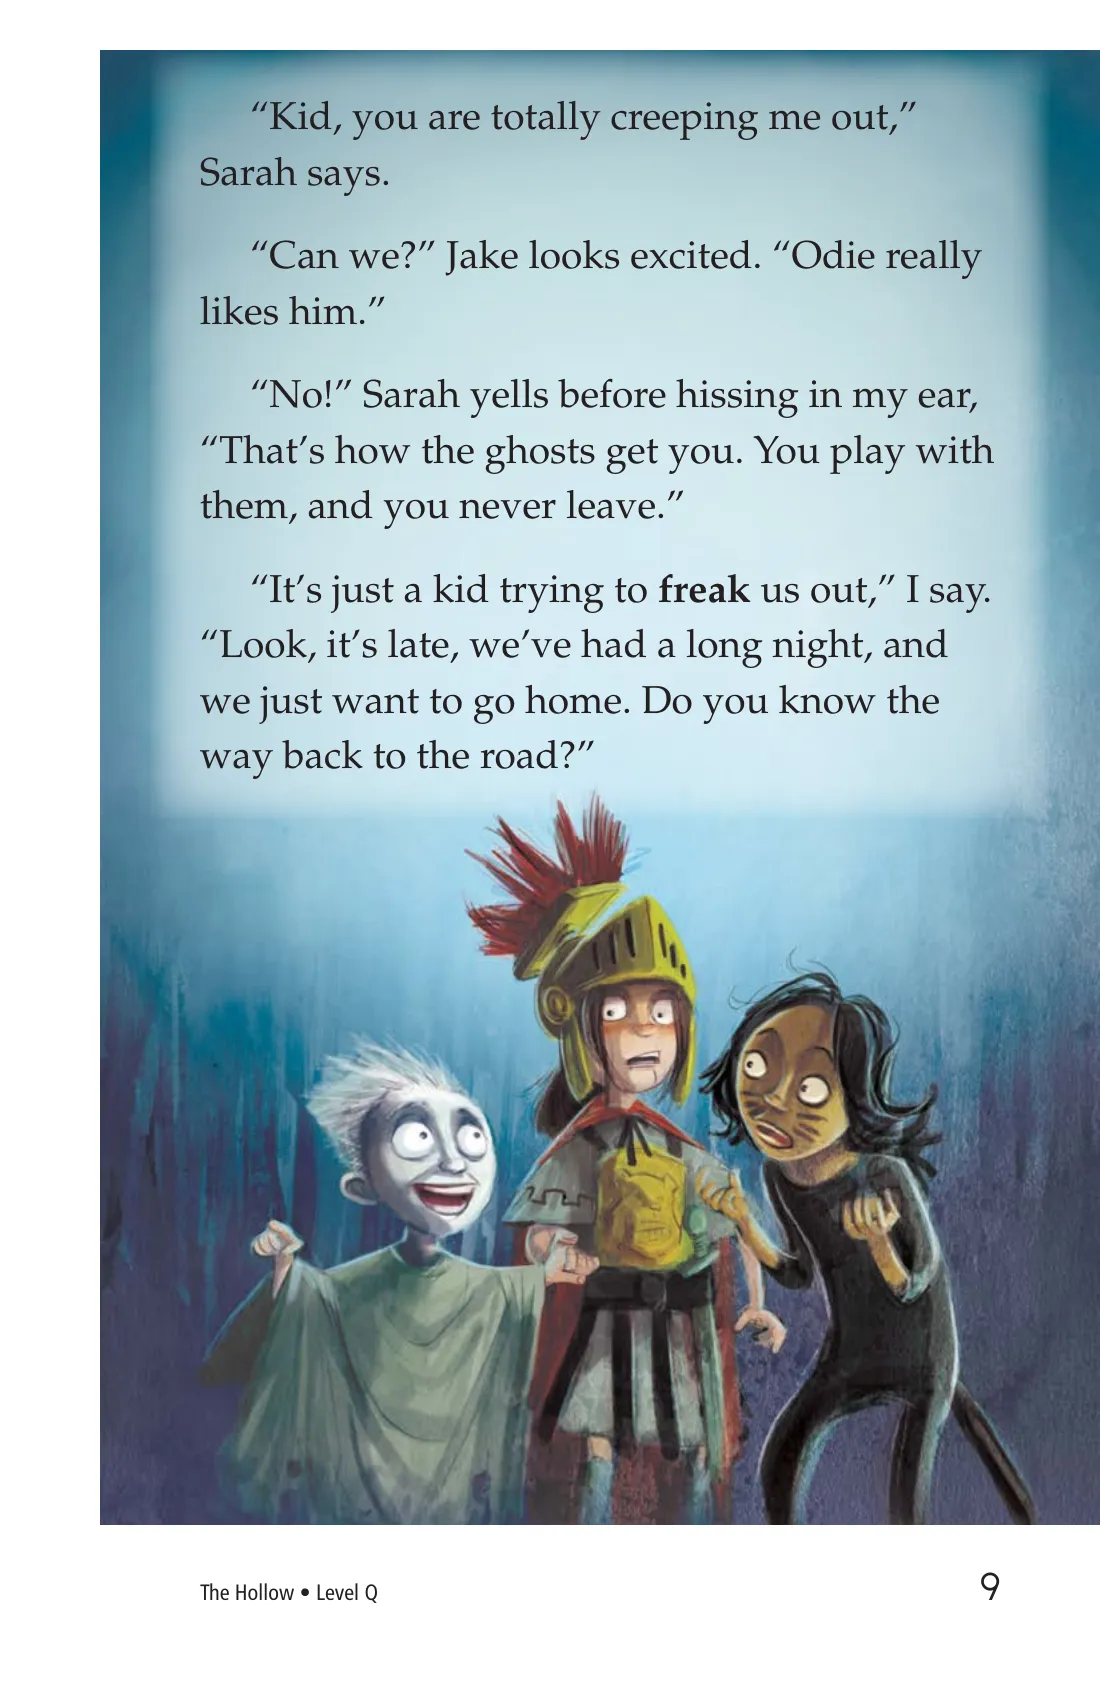 “Kid, you are totally creeping me out,”
Sarah says.
“Can we?” Jake looks excited. “Odie really
likes him.”
“No!” Sarah yells before hissing in my ear,
“That’s how the ghosts get you. You play with
them, and you never leave.”
“It’s just a kid trying to freak us out,” I say.
“Look, it’s late, we’ve had a long night, and
we just want to go home. Do you know the
way back to the road?”
The Hollow • Level Q
9